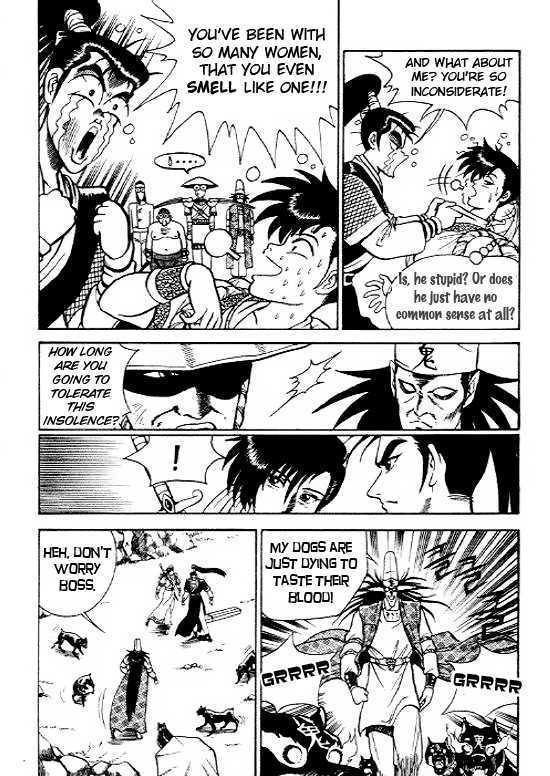 YOU'VE BEEN WITH
SO MANY WOMEN,
THAT YOU EVEN
SMELL LIKE ONE!!!
AND WHAT ABOUT
ME? YOU'RE SO
INCONSIDERATE!
Is, he stupid? Or does
he just have no
common sense at all?
HOW LONG
ARE YOU
GOING TO
TOLERATE
THIS
INSOLENCE?
鬼
!
HEH, DON'T
WORRY
BOSS.
MY DOGS ARE
JUST DYING TO
TASTE THEIR
BLOOD!
GRRRR
GRRRR